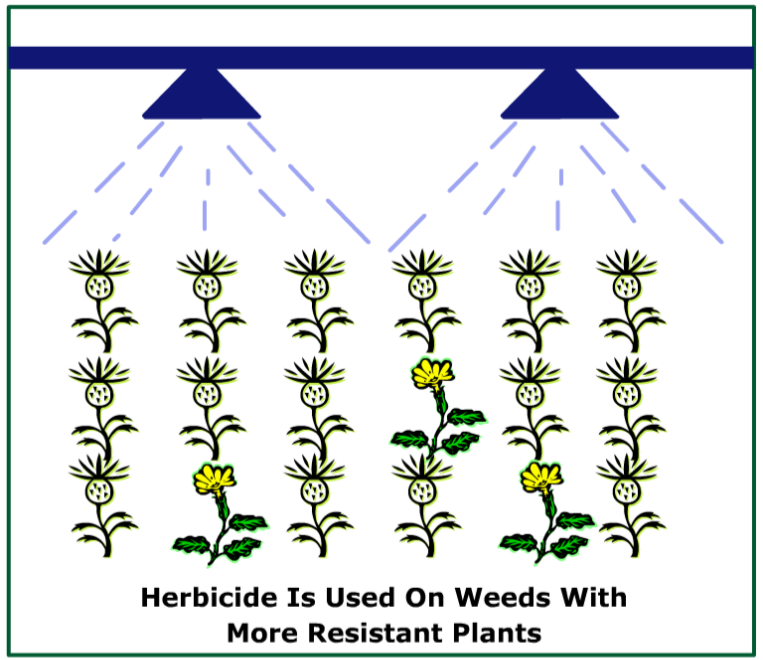 Herbicide Is Used On Weeds With
More Resistant Plants